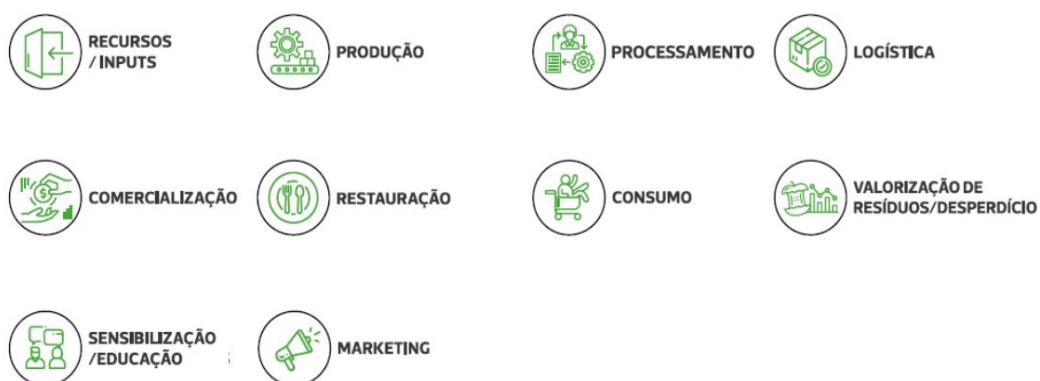 RECURSOS
/ INPUTS
PRODUÇÃO
PROCESSAMENTO
LOGÍSTICA
COMERCIALIZAÇÃO
RESTAURAÇÃO
CONSUMO
VALORIZAÇÃO DE
RESÍDUOS/DESPERDÍCIO
SENSIBILIZAÇÃO
/EDUCAÇÃO
MARKETING